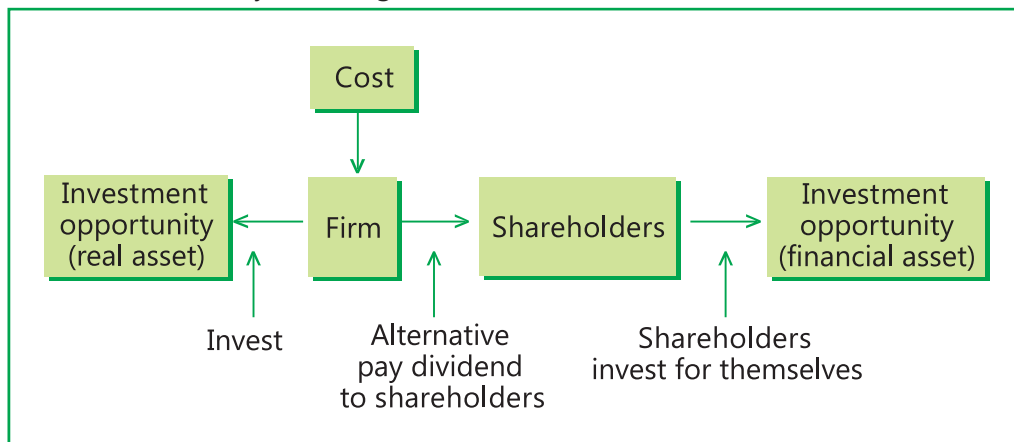 Cost
Investment
opportunity
(real asset)
Firm
Shareholders
Investment
opportunity
(financial asset)
Invest
Alternative
pay dividend
to shareholders
Shareholders
invest for themselves